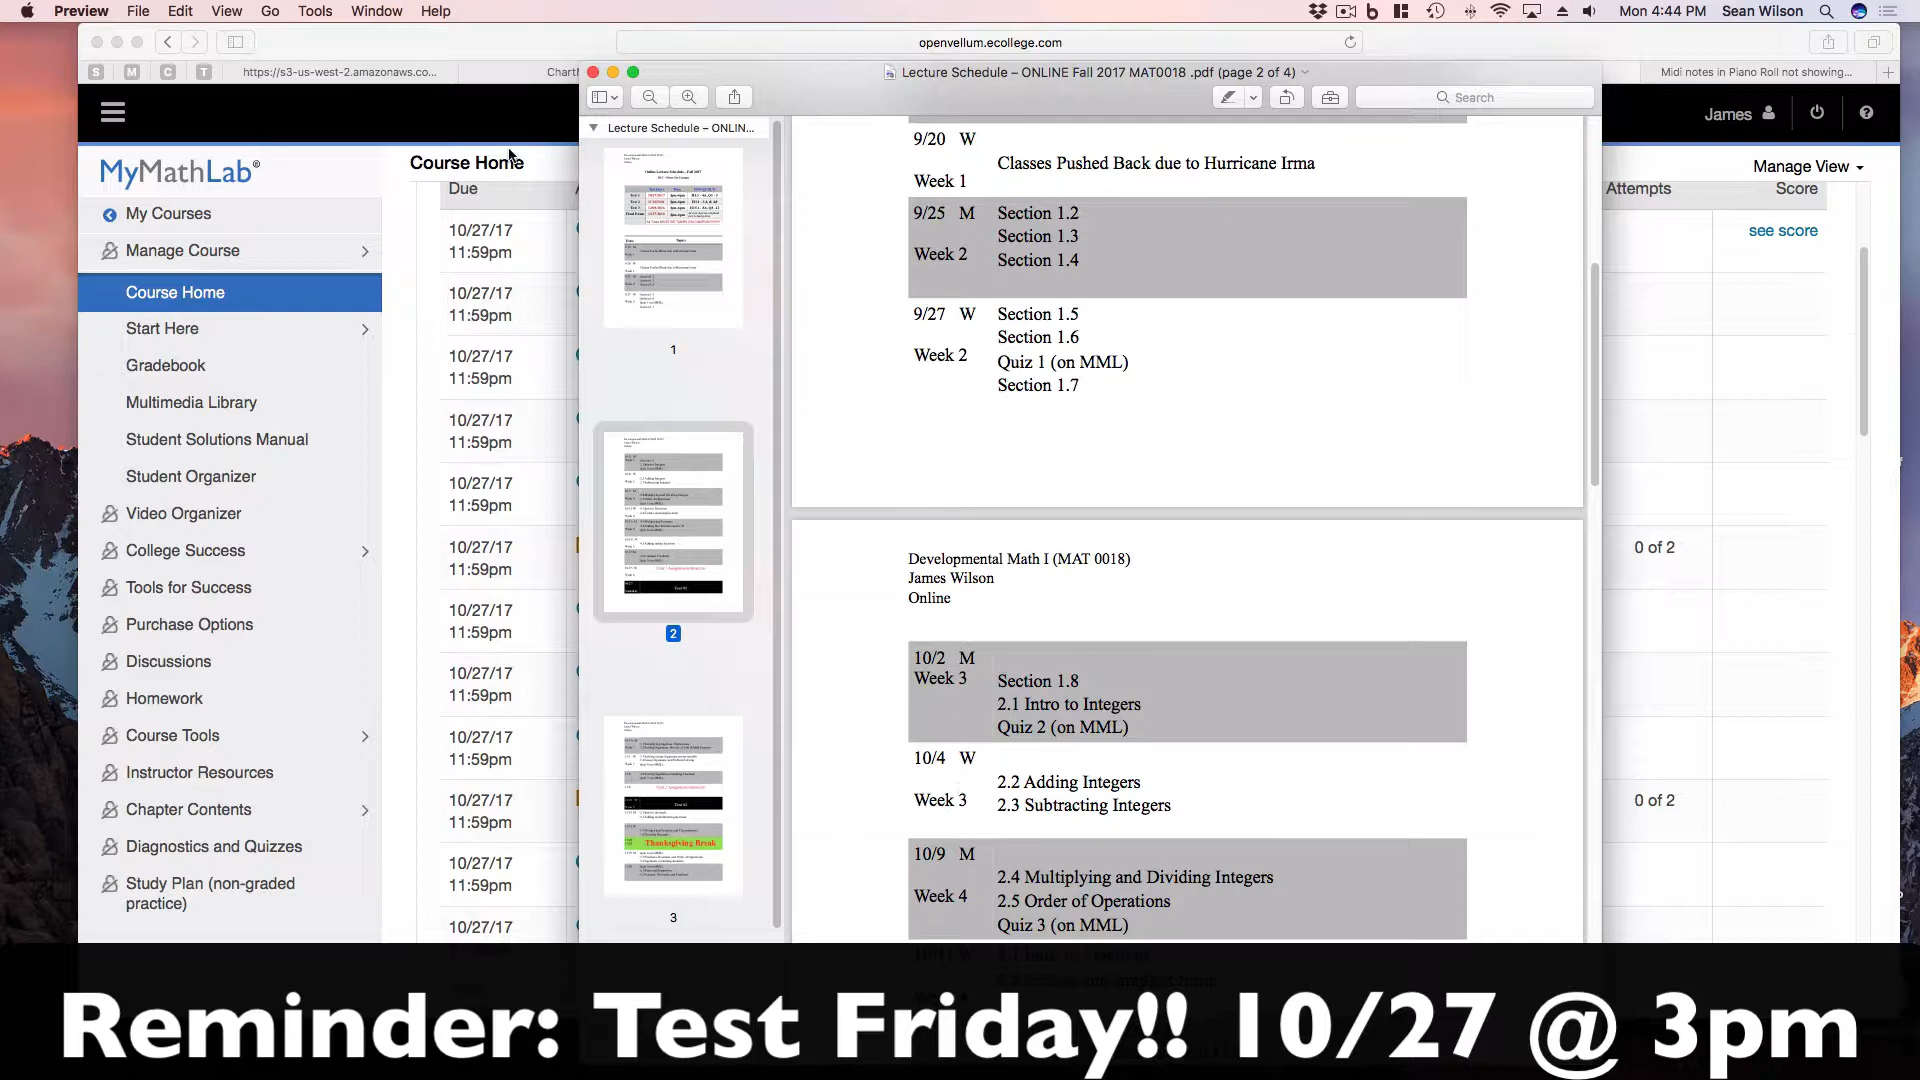 Preview File Edit View Go Tools Window Help
Mon 4:44 PM Sean Wilson
openvellum.ecollege.com
S M C T https://s3-us-west-2.amazonaws.co...
Midi notes in Piano Roll not showing...
Lecture Schedule – ONLINE Fall 2017 MAT0018 .pdf (page 2 of 4)
Search
James
MyMathLab®
Course Home
Manage View
Due
Attempts Score
see score
My Courses
Manage Course
Course Home
Start Here
Gradebook
Multimedia Library
Student Solutions Manual
Student Organizer
Video Organizer
College Success
Tools for Success
Purchase Options
Discussions
Homework
Course Tools
Instructor Resources
Chapter Contents
Diagnostics and Quizzes
Study Plan (non-graded
practice)
10/27/17
11:59pm
10/27/17
11:59pm
10/27/17
11:59pm
10/27/17
11:59pm
10/27/17
11:59pm
10/27/17
11:59pm
10/27/17
11:59pm
10/27/17
11:59pm
10/27/17
11:59pm
10/27/17
11:59pm
10/27/17
11:59pm
10/27/17
0 of 2
0 of 2
Lecture Schedule – ONLIN...
1
2
Thanksgiving Break
3
9/20 W
Classes Pushed Back due to Hurricane Irma
Week 1
9/25 M Section 1.2
Section 1.3
Week 2 Section 1.4
9/27 W Section 1.5
Section 1.6
Week 2 Quiz 1 (on MML)
Section 1.7
Developmental Math I (MAT 0018)
James Wilson
Online
10/2 M
Week 3 Section 1.8
2.1 Intro to Integers
Quiz 2 (on MML)
10/4 W
2.2 Adding Integers
Week 3 2.3 Subtracting Integers
10/9 M
2.4 Multiplying and Dividing Integers
Week 4 2.5 Order of Operations
Quiz 3 (on MML)
Reminder: Test Friday!! 10/27 @ 3pm